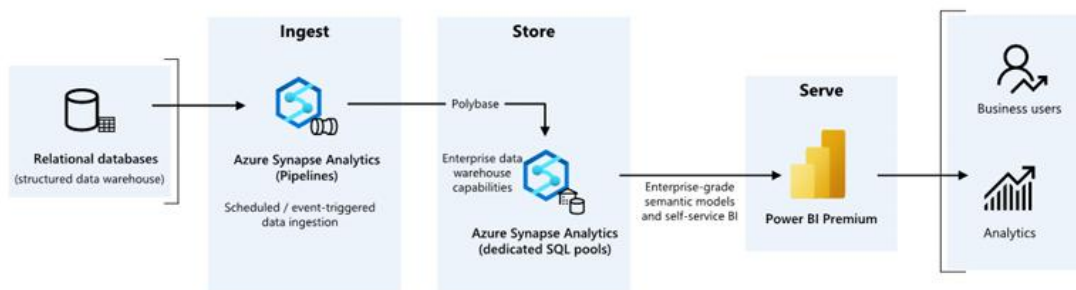 Relational databases
(structured data warehouse)
Ingest
Azure Synapse Analytics
(Pipelines)
Scheduled / event-triggered
data ingestion
Store
Polybase
Enterprise data
warehouse
capabilities
Azure Synapse Analytics
(dedicated SQL pools)
Enterprise-grade
semantic models
and self-service BI
Serve
Power BI Premium
Business users
Analytics